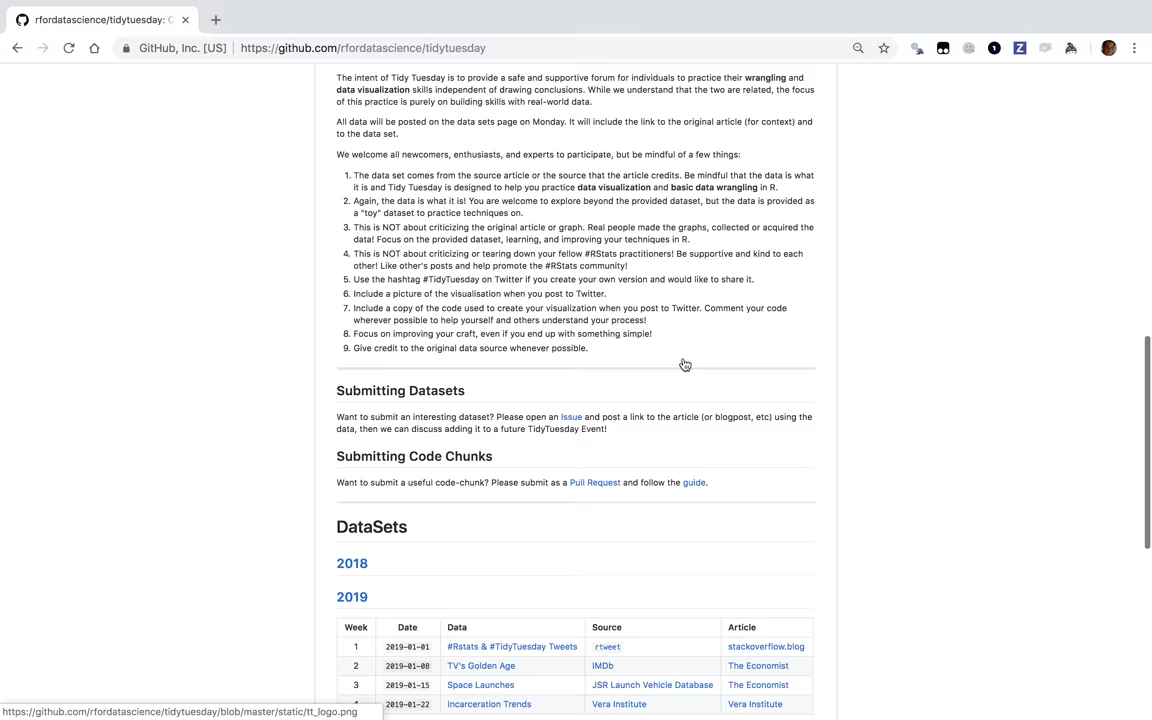 rfordatascience/tidytuesday: C
GitHub, Inc. [US] https://github.com/rfordatascience/tidytuesday
The intent of Tidy Tuesday is to provide a safe and supportive forum for individuals to practice their wrangling and
data visualization skills independent of drawing conclusions. While we understand that the two are related, the focus
of this practice is purely on building skills with real-world data.
All data will be posted on the data sets page on Monday. It will include the link to the original article (for context) and
to the data set.
We welcome all newcomers, enthusiasts, and experts to participate, but be mindful of a few things:
1. The data set comes from the source article or the source that the article credits. Be mindful that the data is what
it is and Tidy Tuesday is designed to help you practice data visualization and basic data wrangling in R.
2. Again, the data is what it is! You are welcome to explore beyond the provided dataset, but the data is provided as
a "toy" dataset to practice techniques on.
3. This is NOT about criticizing the original article or graph. Real people made the graphs, collected or acquired the
data! Focus on the provided dataset, learning, and improving your techniques in R.
4. This is NOT about criticizing or tearing down your fellow #RStats practitioners! Be supportive and kind to each
other! Like other's posts and help promote the #RStats community!
5. Use the hashtag #TidyTuesday on Twitter if you create your own version and would like to share it.
6. Include a picture of the visualisation when you post to Twitter.
7. Include a copy of the code used to create your visualization when you post to Twitter. Comment your code
wherever possible to help yourself and others understand your process!
8. Focus on improving your craft, even if you end up with something simple!
9. Give credit to the original data source whenever possible.
Submitting Datasets
Want to submit an interesting dataset? Please open an Issue and post a link to the article (or blogpost, etc) using the
data, then we can discuss adding it to a future TidyTuesday Event!
Submitting Code Chunks
Want to submit a useful code-chunk? Please submit as a Pull Request and follow the guide.
DataSets
2018
2019
Week Date Data Source Article
1 2019-01-01 #Rstats & #TidyTuesday Tweets rtweet stackoverflow.blog
2 2019-01-08 TV's Golden Age IMDb The Economist
3 2019-01-15 Space Launches JSR Launch Vehicle Database The Economist
4 2019-01-22 Incarceration Trends Vera Institute Vera Institute
https://github.com/rfordatascience/tidytuesday/blob/master/static/tt_logo.png